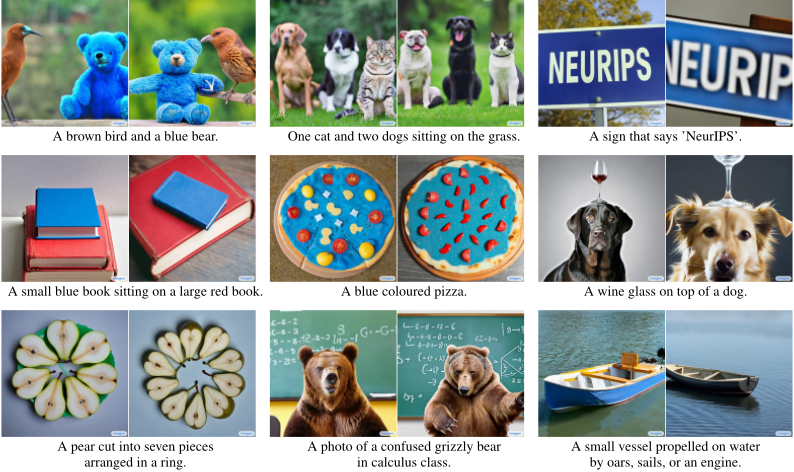 A brown bird and a blue bear.
One cat and two dogs sitting on the grass.
NEURIPS
NEURIP
A sign that says 'NeurIPS'.
A small blue book sitting on a large red book.
A blue coloured pizza.
A wine glass on top of a dog.
A pear cut into seven pieces
arranged in a ring.
A photo of a confused grizzly bear
in calculus class.
A small vessel propelled on water
by oars, sails, or an engine.